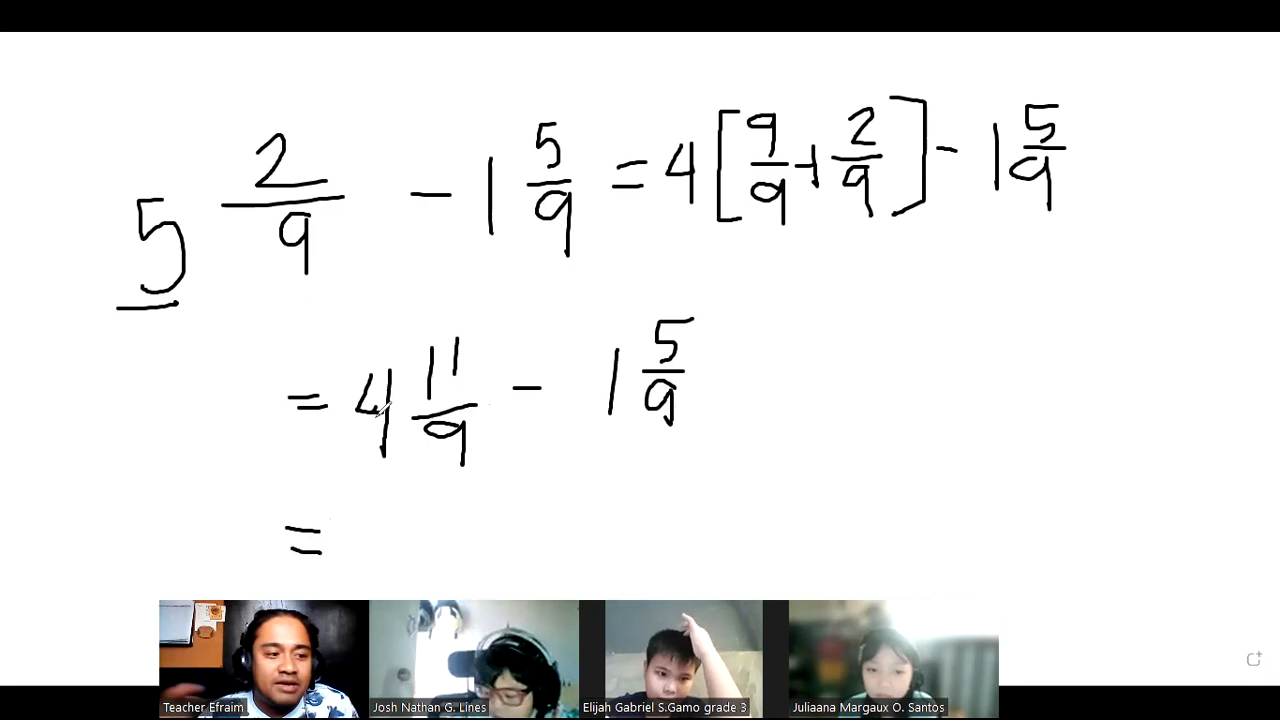 5 2/9 - 1 5/9 = 4 [9/9 + 2/9] - 1 5/9
= 4 11/9 - 1 5/9
=
Teacher Efraim Josh Nathan G. Lines Elijah Gabriel S.Gamo grade 3 Juliaana Margaux O. Santos